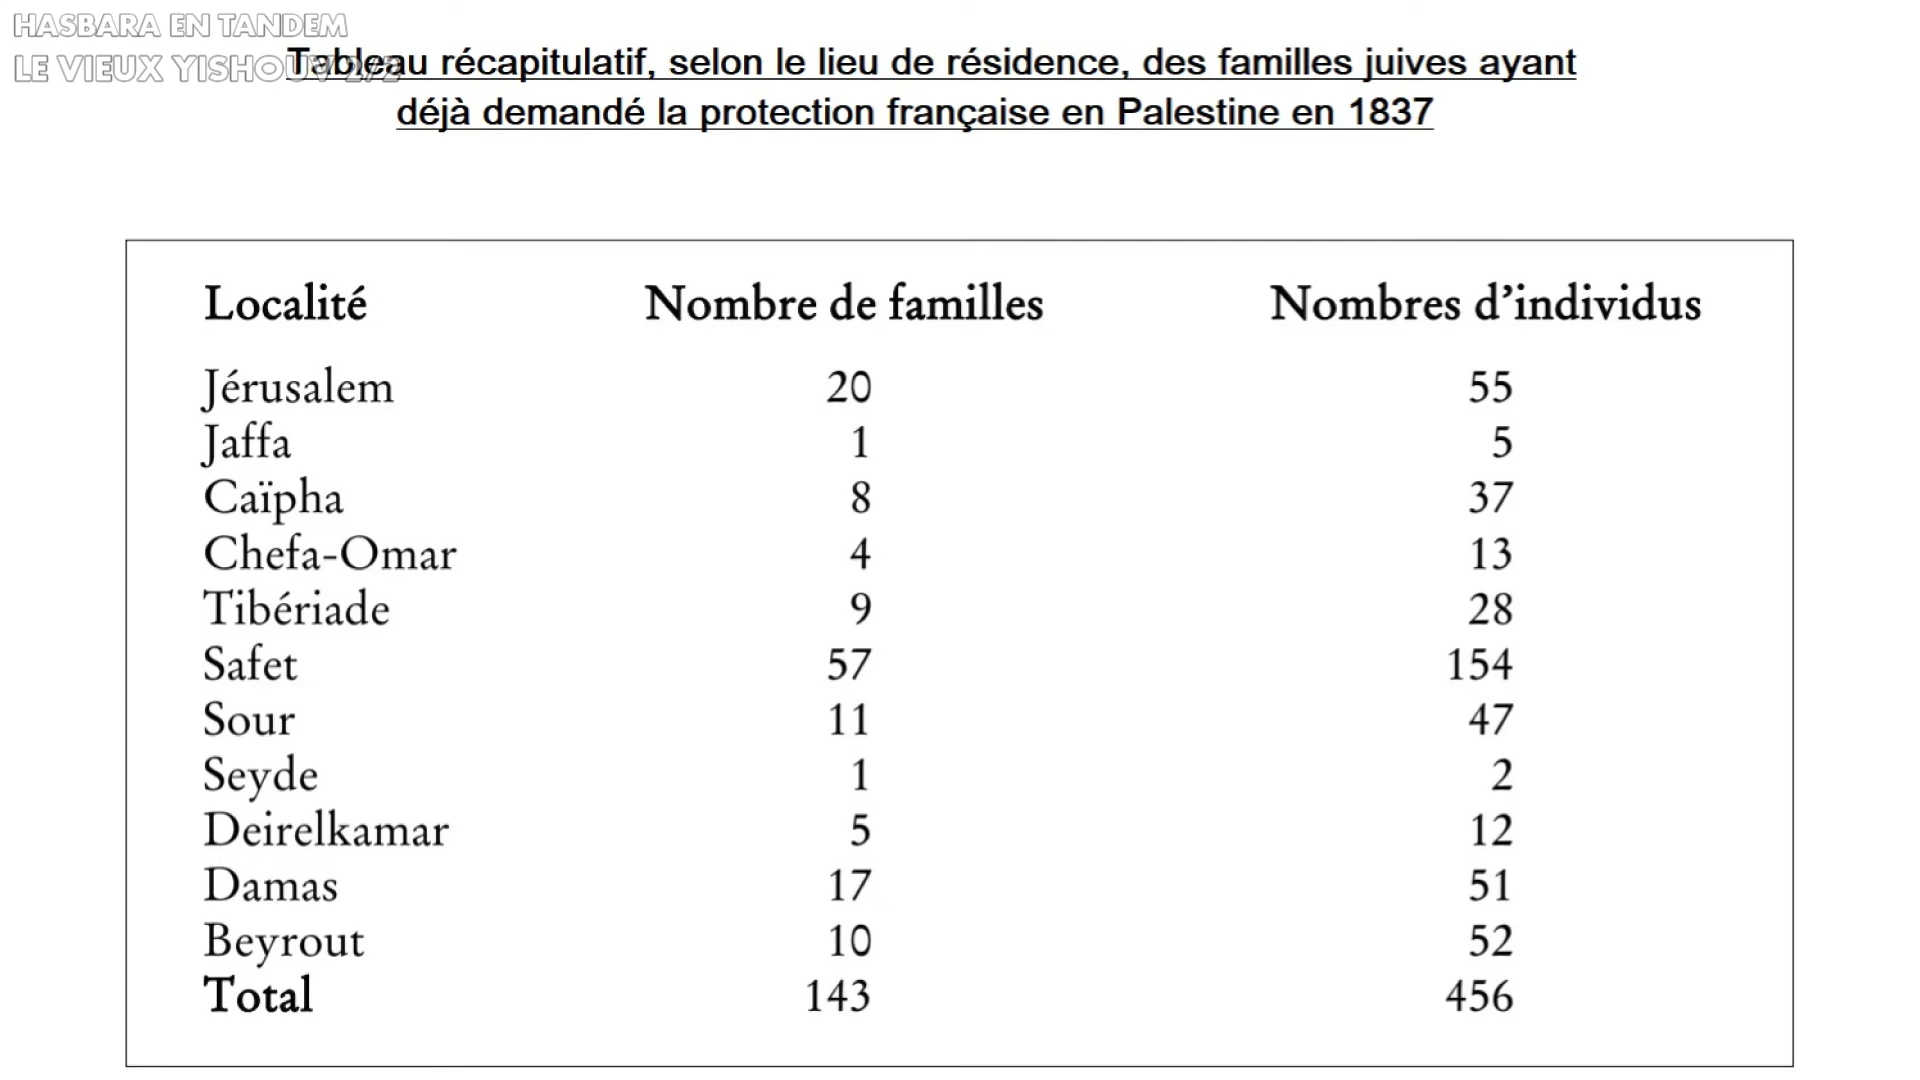 HASBARA EN TANDEM
LE VIEUX YISHOUV 2/2
Tableau récapitulatif, selon le lieu de résidence, des familles juives ayant
déjà demandé la protection française en Palestine en 1837
Localité Nombre de familles Nombres d’individus
Jérusalem 20 55
Jaffa 1 5
Caïpha 8 37
Chefa-Omar 4 13
Tibériade 9 28
Safet 57 154
Sour 11 47
Seyde 1 2
Deirelkamar 5 12
Damas 17 51
Beyrout 10 52
Total 143 456